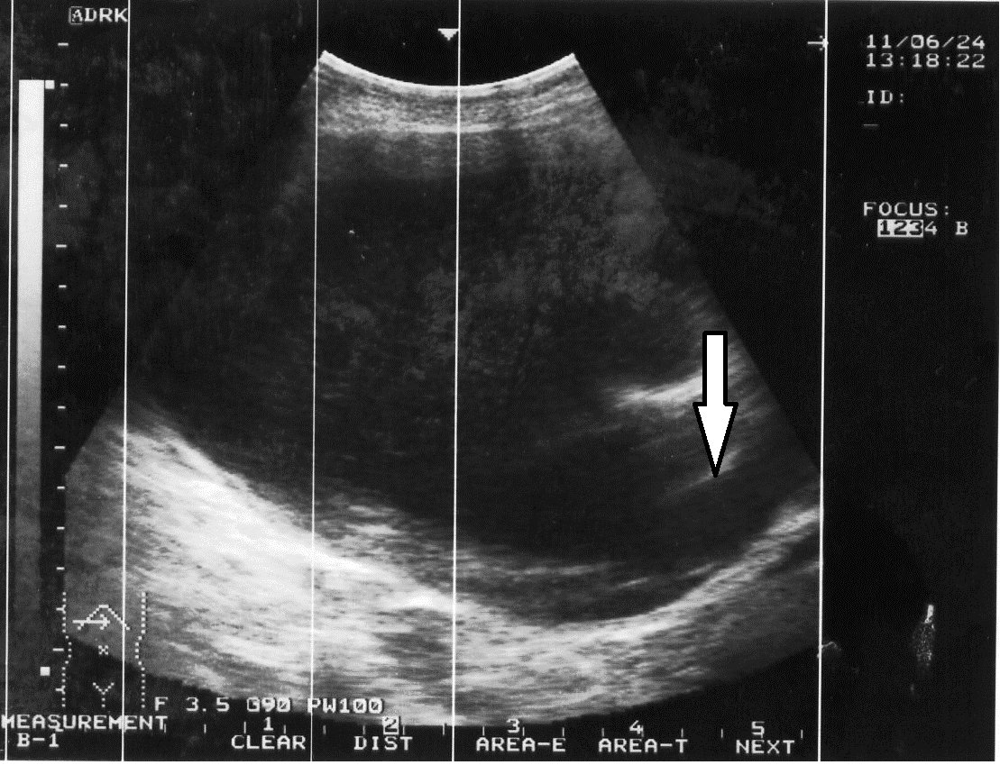 ADRK
11/06/24
13:18:22
ID:
FOCUS:
1234 B
F 3.5 G90 PW100
MEASUREMENT 1 2 3 4 5
B-1 CLEAR DIST AREA-E AREA-T NEXT